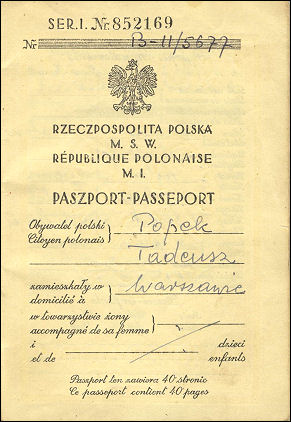 SER. I. Nr. 852169
Nr B-II/5677
RZECZPOSPOLITA POLSKA
M. S. W.
RÉPUBLIQUE POLONAISE
M. I.
PASZPORT-PASSEPORT
Obywatel polski
Citoyen polonais
Popek
Tadeusz
zamieszkały w
domicilié à
Warszawie
w towarzystwie żony
accompagné de sa femme
i dzieci
et de enfants
Paszport ten zawiera 40 stronic
Ce passeport contient 40 pages